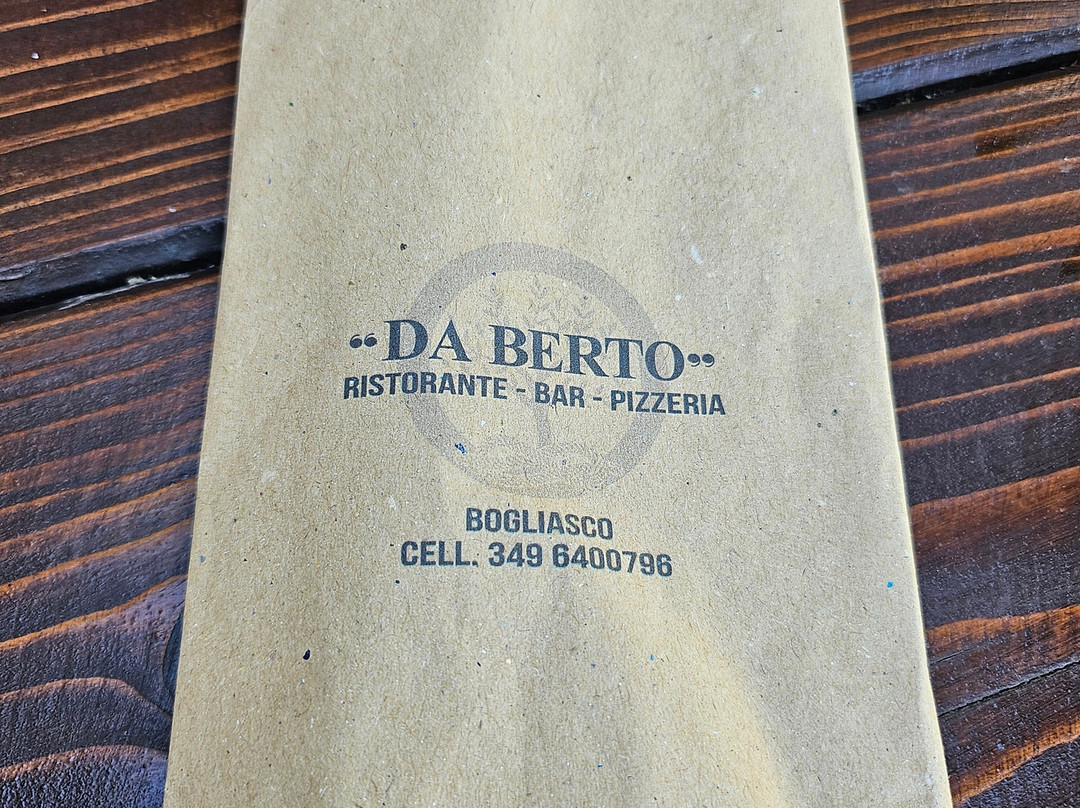 “DA BERTO”
RISTORANTE - BAR - PIZZERIA
BOGLIASCO
CELL. 349 6400796